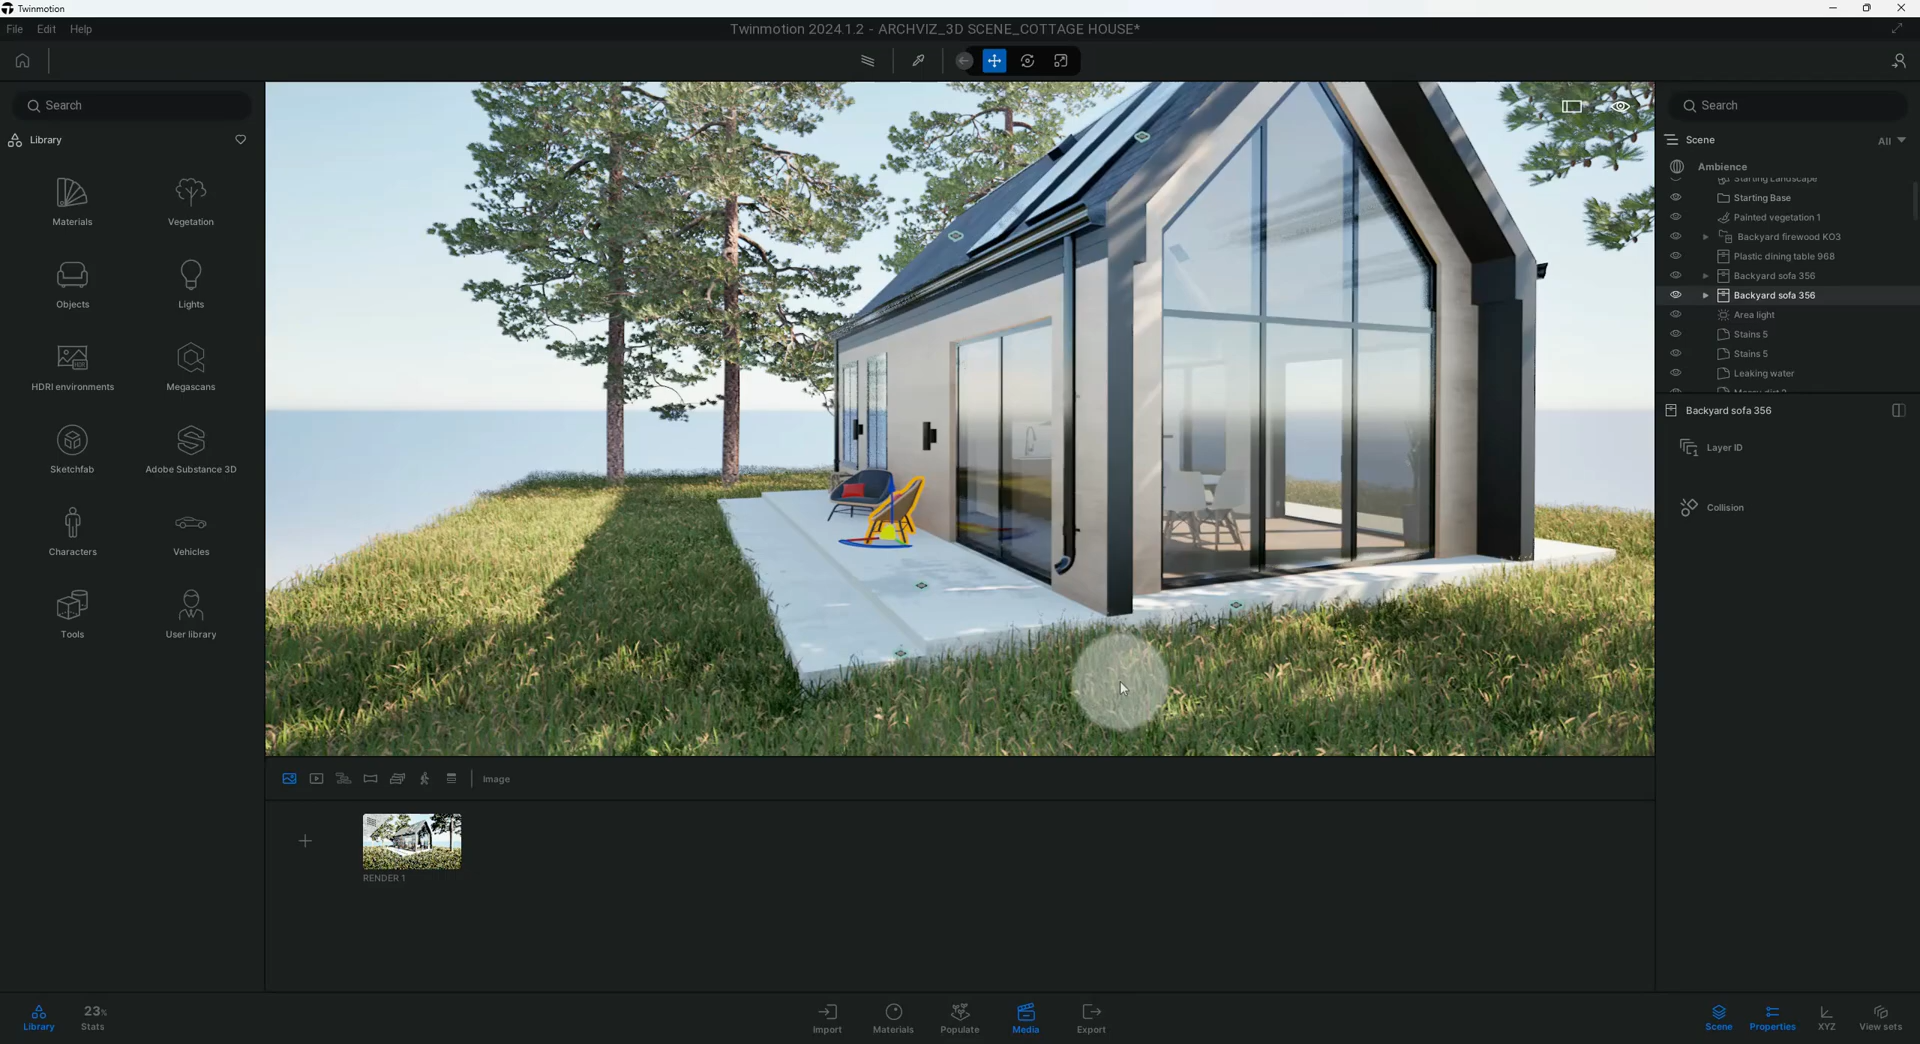 Twinmotion
File Edit Help
Twinmotion 2024.1.2 - ARCHVIZ_3D SCENE_COTTAGE HOUSE*
Search
Library
Materials
Vegetation
Objects
Lights
HDRI environments
Megascans
Sketchfab
Adobe Substance 3D
Characters
Vehicles
Tools
User library
Search
Scene
All
Ambience
Starting Landscape
Starting Base
Painted vegetation 1
Backyard firewood KO3
Plastic dining table 968
Backyard sofa 356
Backyard sofa 356
Area light
Stains 5
Stains 5
Leaking water
Backyard sofa 356
Layer ID
Collision
Image
RENDER 1
Library
23%
Stats
Import
Materials
Populate
Media
Export
Scene
Properties
XYZ
View sets